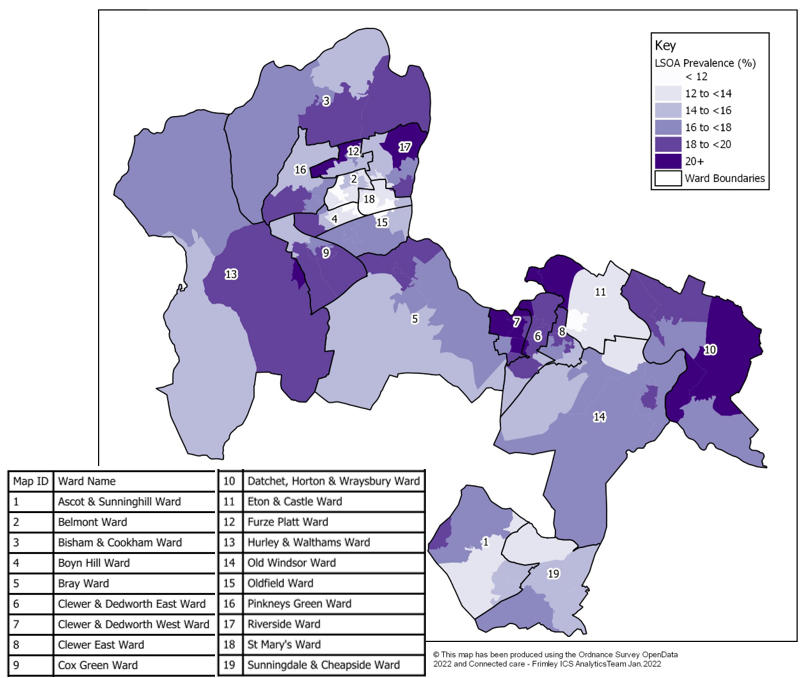 Key
LSOA Prevalence (%)
< 12
12 to <14
14 to <16
16 to <18
18 to <20
20+
Ward Boundaries
3
12
17
16
2
18
4
15
9
13
5
11
7
6
8
10
14
1
19
Map ID Ward Name
1 Ascot & Sunninghill Ward
2 Belmont Ward
3 Bisham & Cookham Ward
4 Boyn Hill Ward
5 Bray Ward
6 Clewer & Dedworth East Ward
7 Clewer & Dedworth West Ward
8 Clewer East Ward
9 Cox Green Ward
10 Datchet, Horton & Wraysbury Ward
11 Eton & Castle Ward
12 Furze Platt Ward
13 Hurley & Walthams Ward
14 Old Windsor Ward
15 Oldfield Ward
16 Pinkneys Green Ward
17 Riverside Ward
18 St Mary's Ward
19 Sunningdale & Cheapside Ward
© This map has been produced using the Ordnance Survey OpenData
2022 and Connected care - Frimley ICS AnalyticsTeam Jan.2022